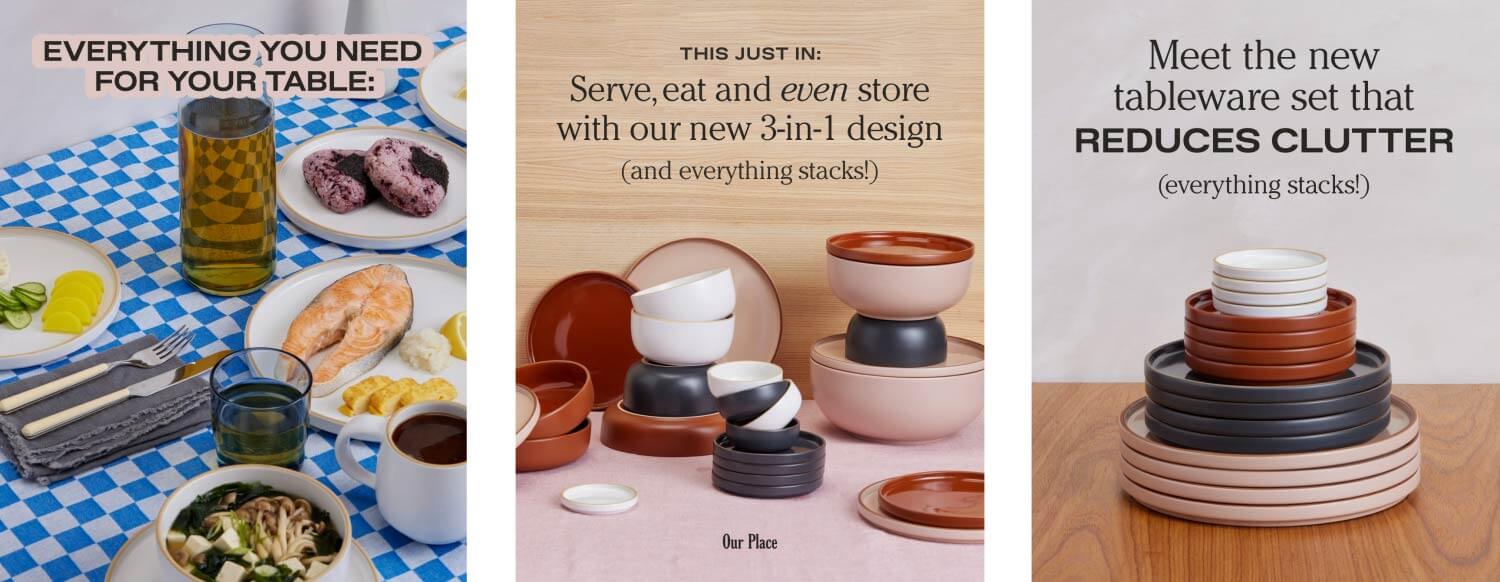 EVERYTHING YOU NEED
FOR YOUR TABLE:
THIS JUST IN:
Serve, eat and even store
with our new 3-in-1 design
(and everything stacks!)
Our Place
Meet the new
tableware set that
REDUCES CLUTTER
(everything stacks!)